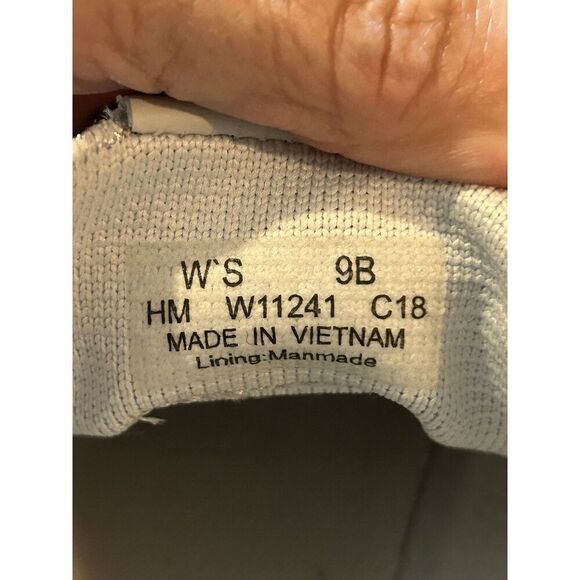 W`S 9B
HM W11241 C18
MADE IN VIETNAM
Lining:Manmade